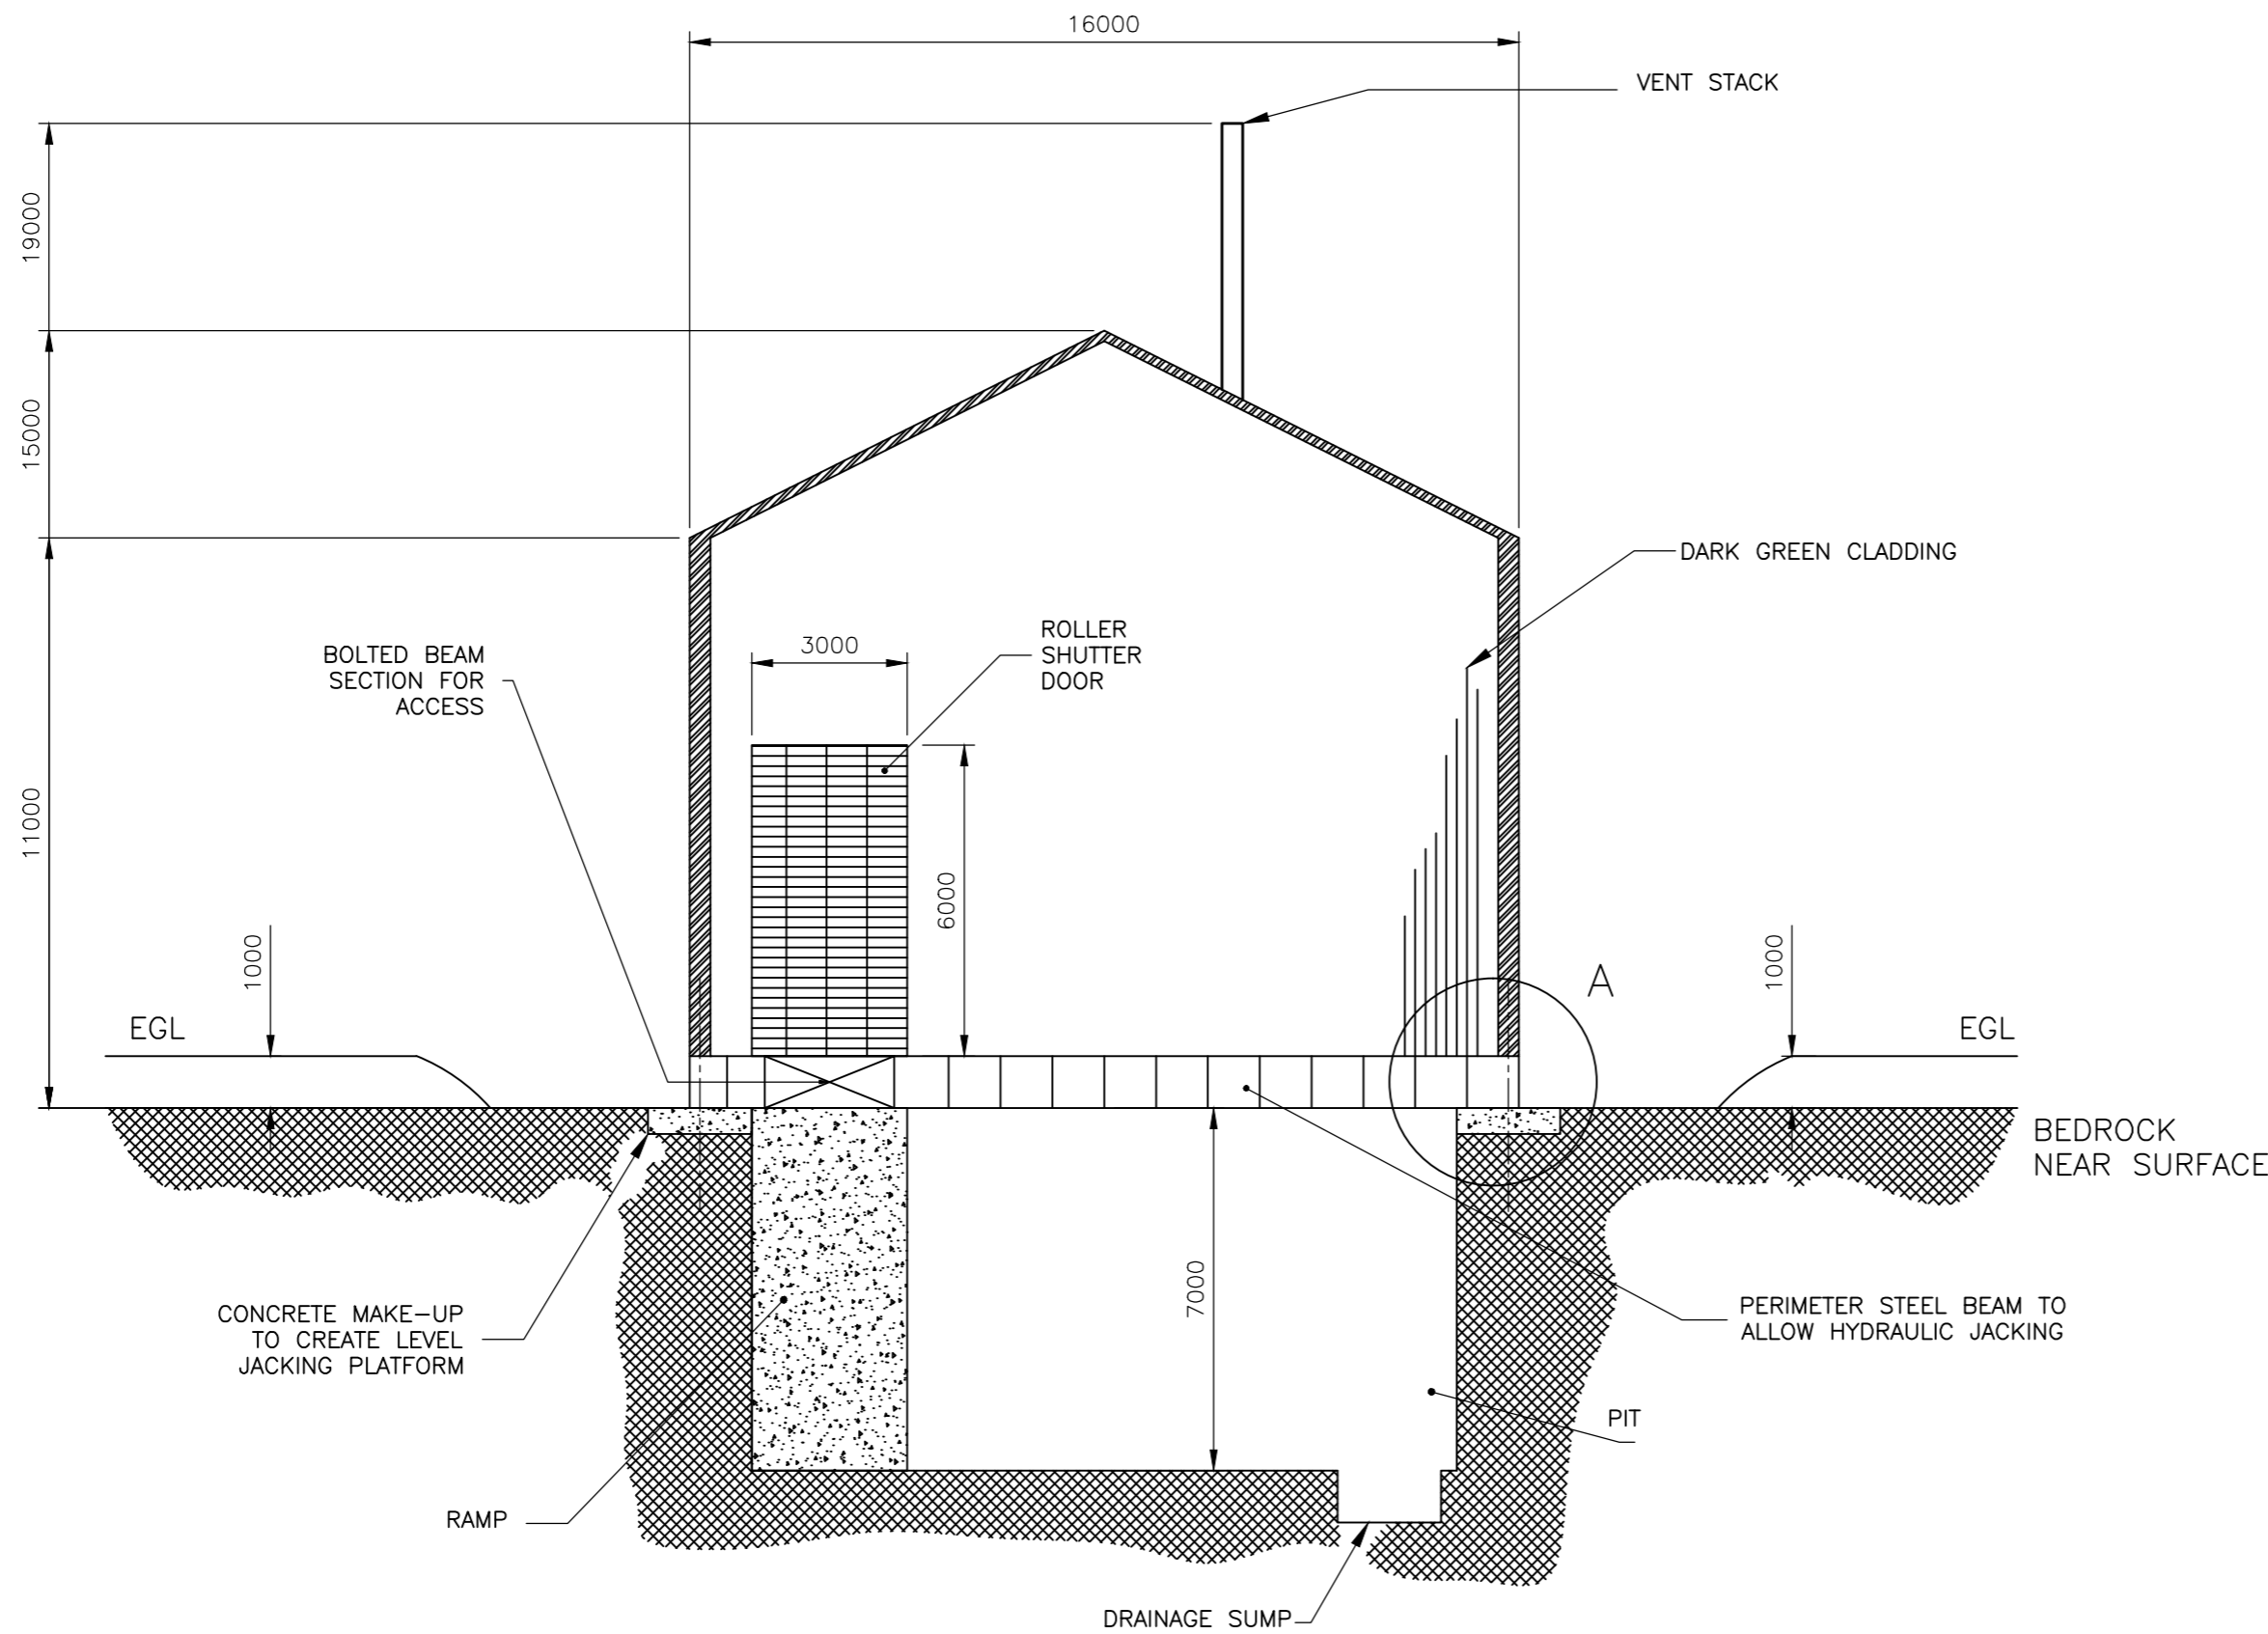 16000
VENT STACK
19000
15000
DARK GREEN CLADDING
ROLLER
SHUTTER
DOOR
3000
BOLTED BEAM
SECTION FOR
ACCESS
11000
6000
1000
1000
A
EGL
EGL
BEDROCK
NEAR SURFACE
7000
CONCRETE MAKE-UP
TO CREATE LEVEL
JACKING PLATFORM
PERIMETER STEEL BEAM TO
ALLOW HYDRAULIC JACKING
PIT
RAMP
DRAINAGE SUMP